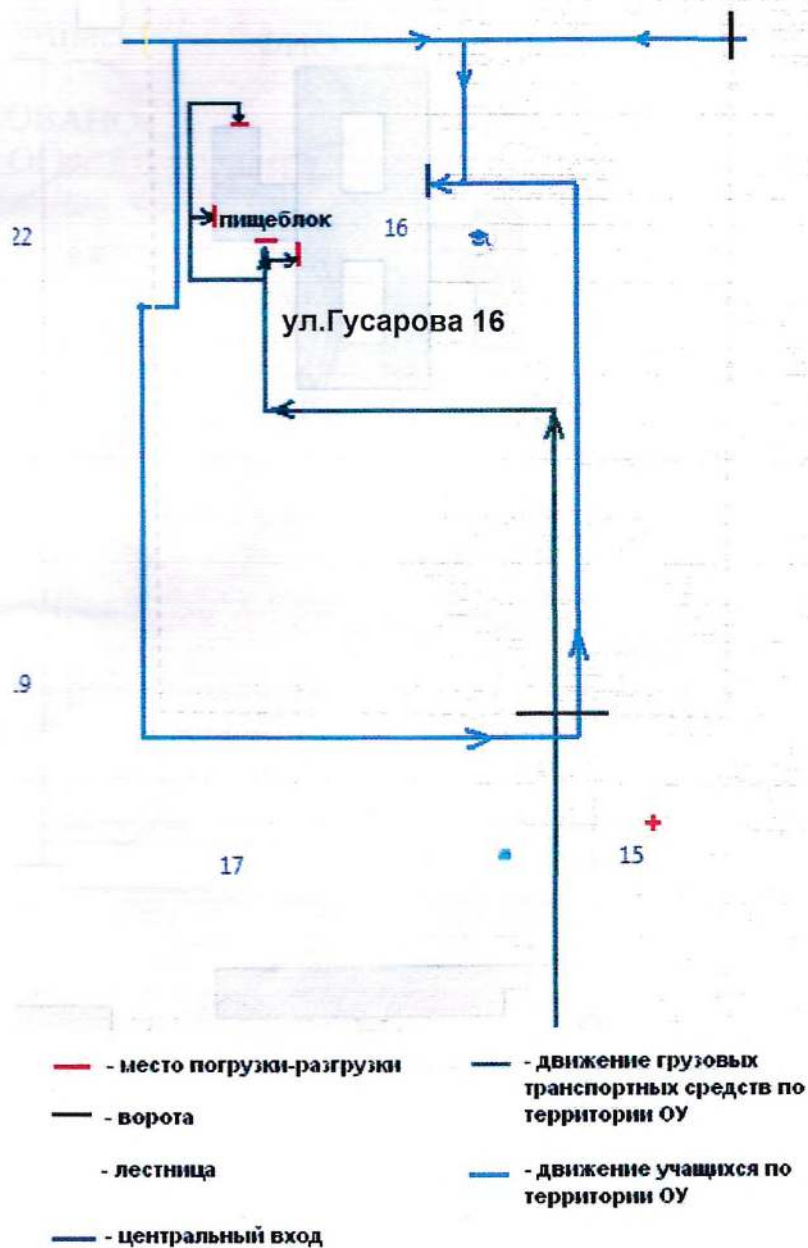 22
пищеблок
16
ул.Гусарова 16
.9
17
15
- место погрузки-разгрузки
- ворота
- лестница
- центральный вход
- движение грузовых
транспортных средств по
территории ОУ
- движение учащихся по
территории ОУ